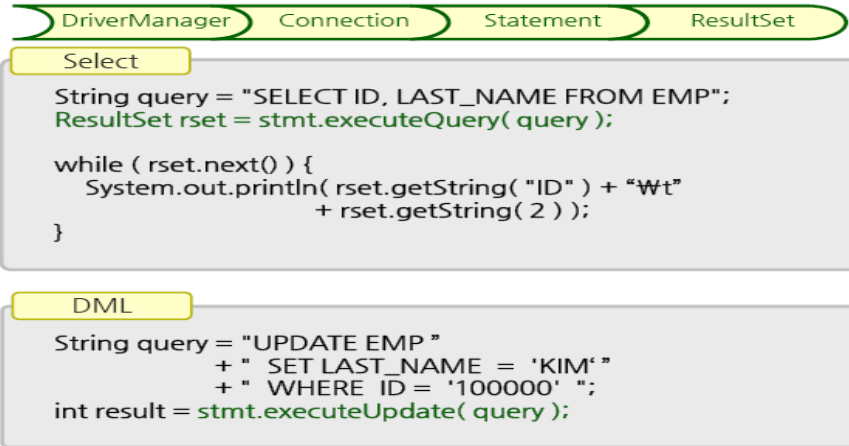 DriverManager Connection Statement ResultSet
Select
String query = "SELECT ID, LAST_NAME FROM EMP";
ResultSet rset = stmt.executeQuery( query );
while ( rset.next() ) {
System.out.println( rset.getString( "ID" ) + “₩t”
+ rset.getString( 2 ) );
}
DML
String query = "UPDATE EMP ”
+ " SET LAST_NAME = 'KIM‘ ”
+ " WHERE ID = '100000' ";
int result = stmt.executeUpdate( query );